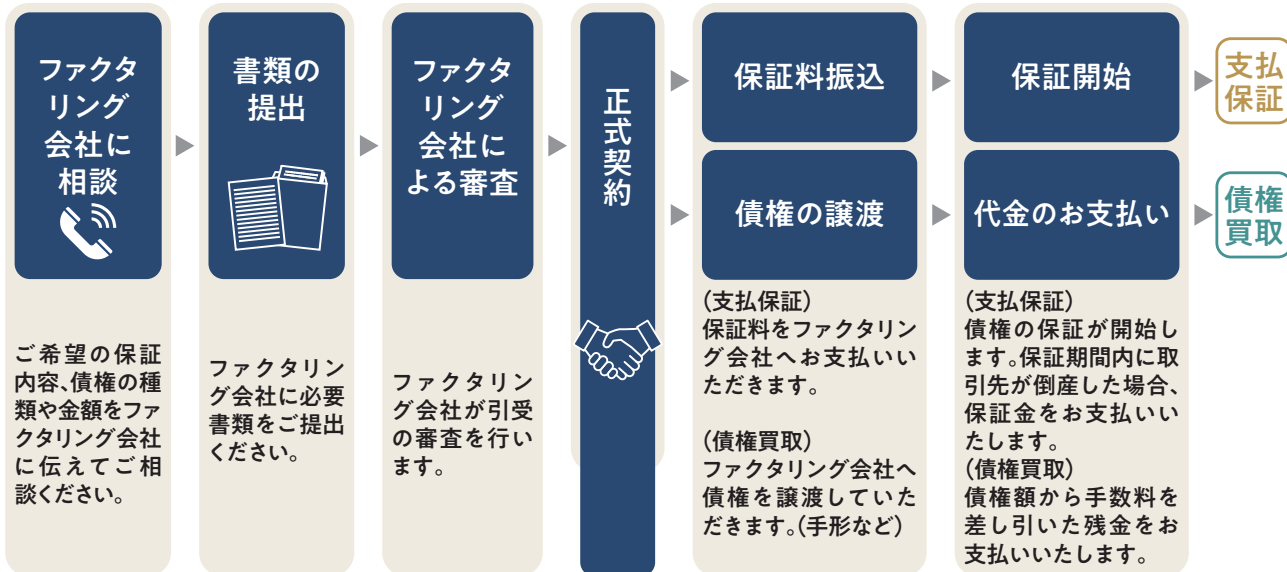 ファクタ
リング
会社に
相談
ご希望の保証
内容、債権の種
類や金額をファ
クタリング会社
に伝えてご相
談ください。
書類の
提出
ファクタリン
グ会社に必要
書類をご提出
ください。
ファクタ
リング
会社に
よる審査
ファクタリン
グ会社が引受
の審査を行い
ます。
正式契約
保証料振込
債権の譲渡
(支払保証)
保証料をファクタリン
グ会社へお支払いい
ただきます。
(債権買取)
ファクタリング会社へ
債権を譲渡していた
だきます。(手形など)
保証開始
代金のお支払い
(支払保証)
債権の保証が開始し
ます。保証期間内に取
引先が倒産した場合、
保証金をお支払いい
たします。
(債権買取)
債権額から手数料を
差し引いた残金をお
支払いいたします。
支払
保証
債権
買取